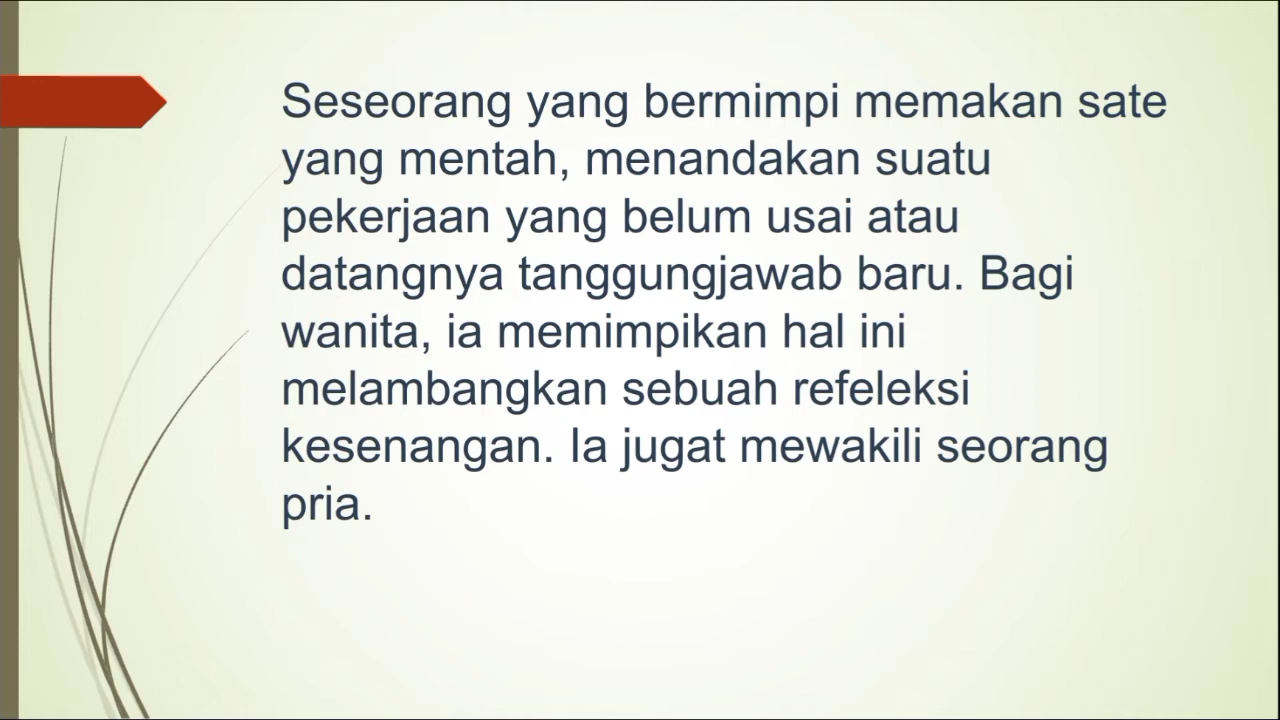 Seseorang yang bermimpi memakan sate
yang mentah, menandakan suatu
pekerjaan yang belum usai atau
datangnya tanggungjawab baru. Bagi
wanita, ia memimpikan hal ini
melambangkan sebuah refeleksi
kesenangan. Ia jugat mewakili seorang
pria.